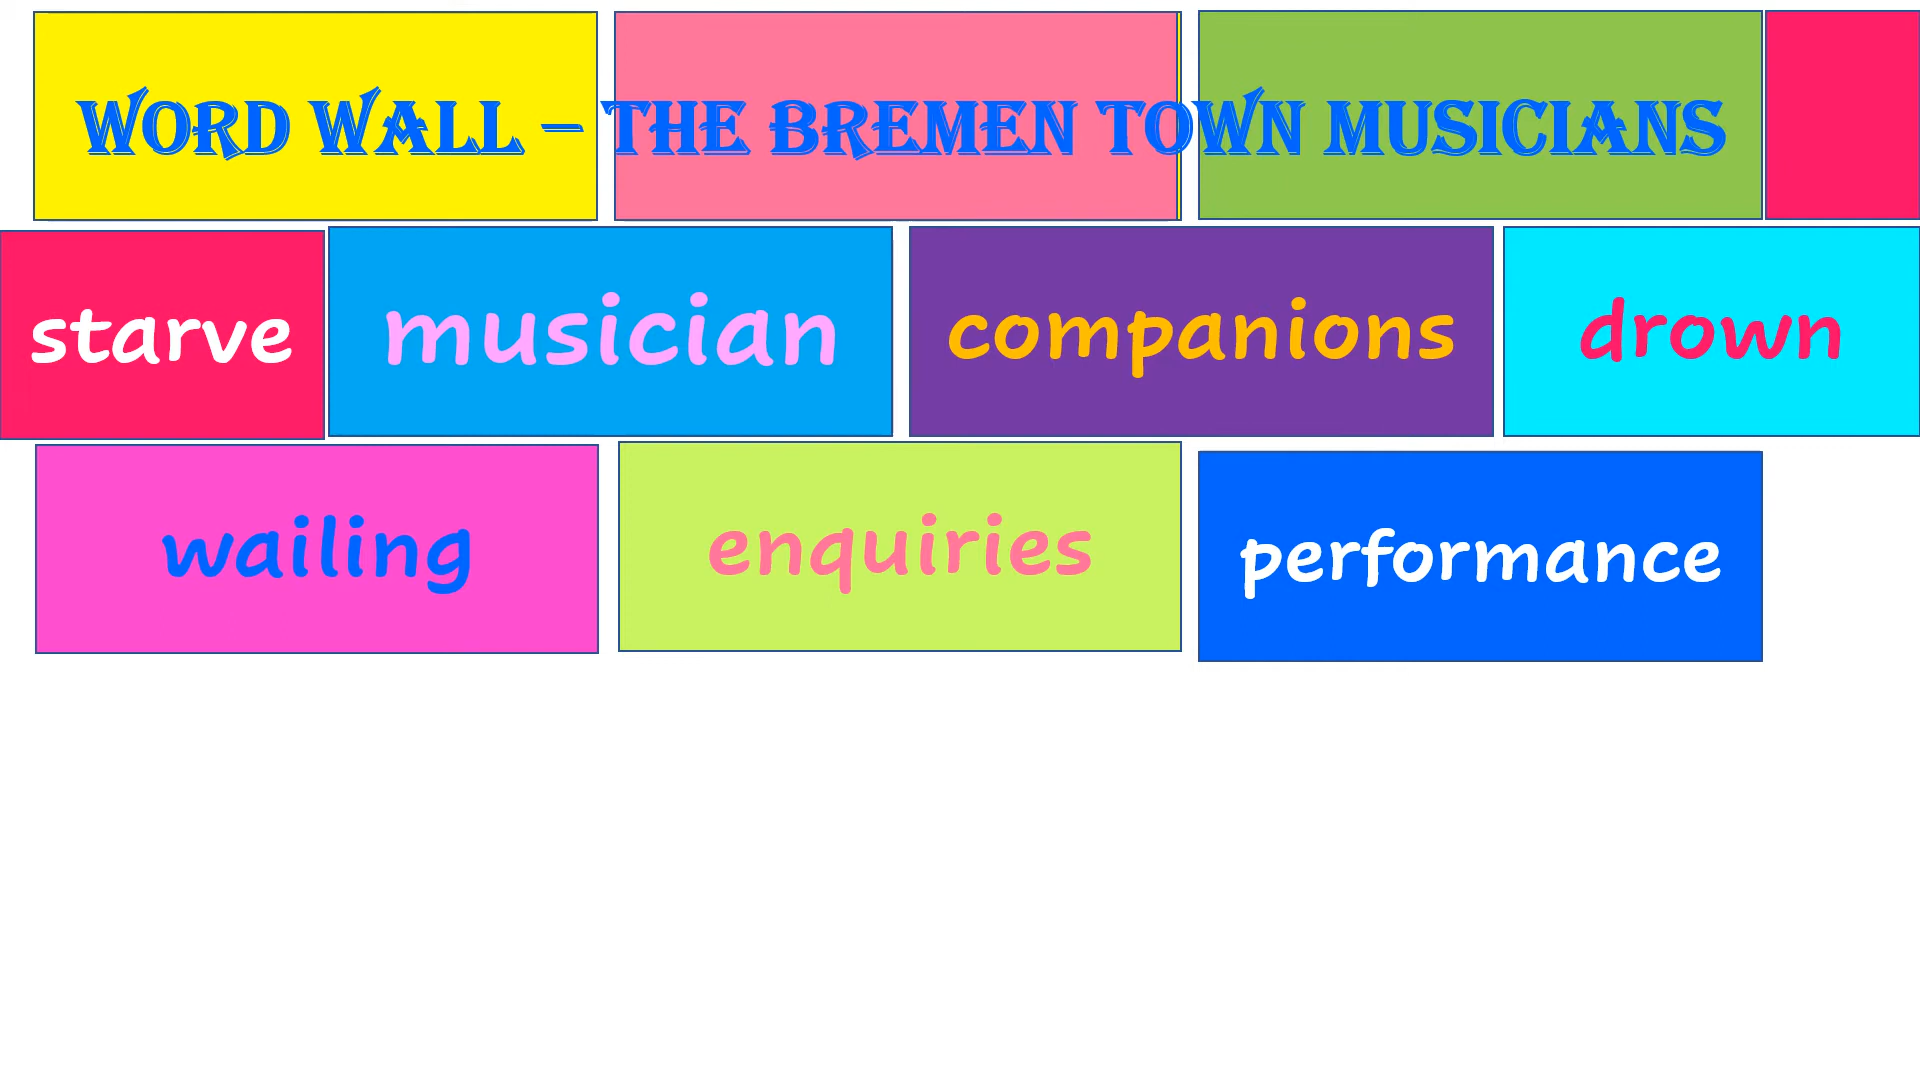 WORD WALL – THE BREMEN TOWN MUSICIANS
starve musician companions drown
wailing enquiries performance